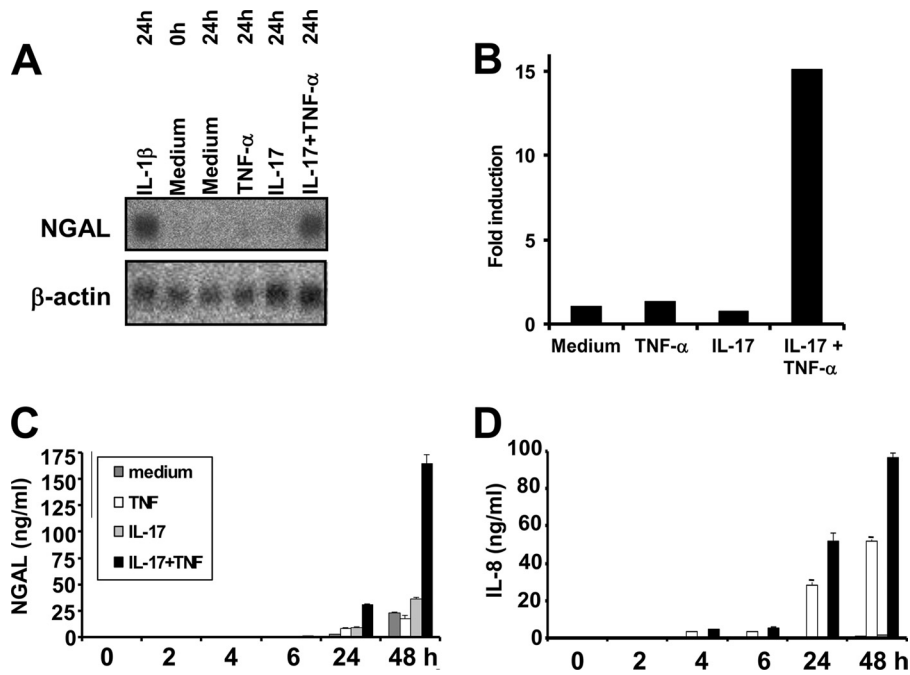 A
24h
0h
24h
24h
24h
24h
IL-1β
Medium
Medium
TNF-α
IL-17
IL-17+TNF-α
NGAL
β-actin
B
Fold induction
15
10
5
0
Medium
TNF-α
IL-17
IL-17 +
TNF-α
C
NGAL (ng/ml)
175
150
125
100
75
50
25
0
medium
TNF
IL-17
IL-17+TNF
0 2 4 6 24 48 h
D
IL-8 (ng/ml)
100
80
60
40
20
0
0 2 4 6 24 48 h